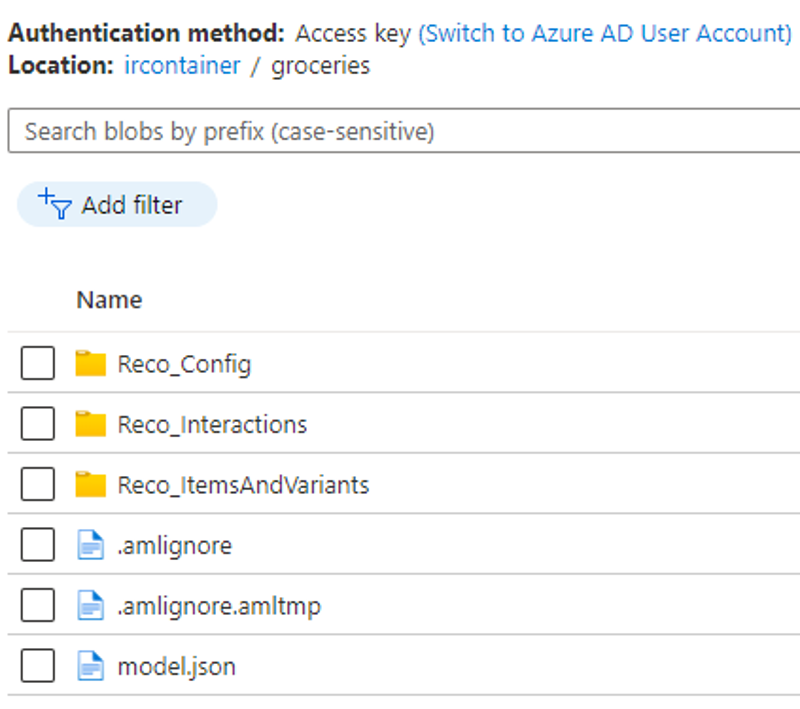 Authentication method: Access key (Switch to Azure AD User Account)
Location: ircontainer / groceries
Search blobs by prefix (case-sensitive)
Add filter
Name
Reco_Config
Reco_Interactions
Reco_ItemsAndVariants
.amlignore
.amlignore.amltmp
model.json